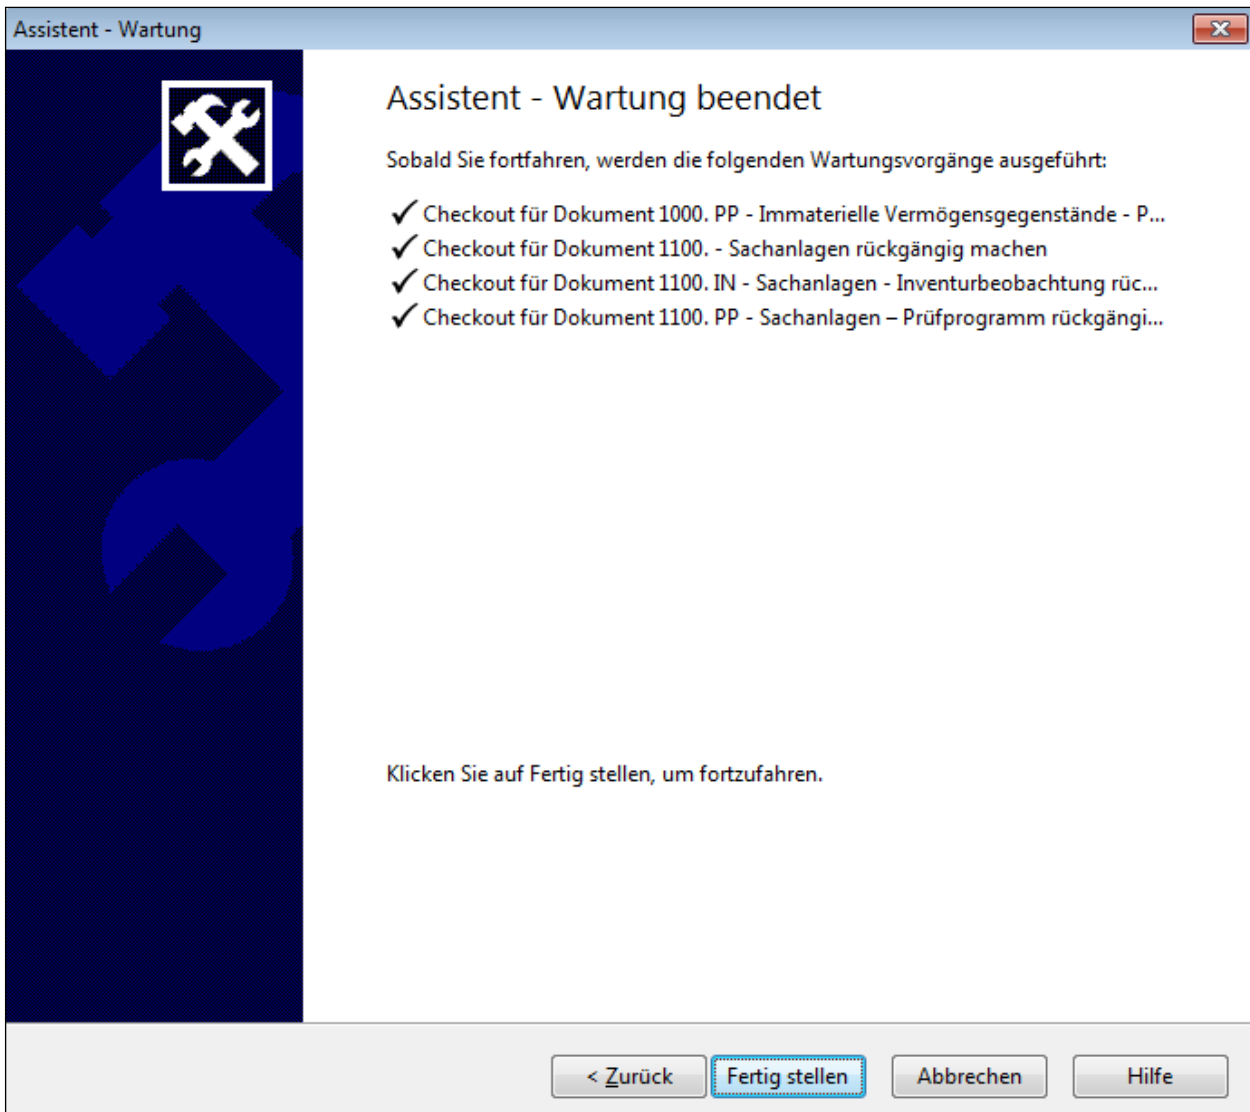 Assistent - Wartung
Assistent - Wartung beendet
Sobald Sie fortfahren, werden die folgenden Wartungsvorgänge ausgeführt:
Checkout für Dokument 1000. PP - Immaterielle Vermögensgegenstände - P...
Checkout für Dokument 1100. - Sachanlagen rückgängig machen
Checkout für Dokument 1100. IN - Sachanlagen - Inventurbeobachtung rüc...
Checkout für Dokument 1100. PP - Sachanlagen – Prüfprogramm rückgängi...
Klicken Sie auf Fertig stellen, um fortzufahren.
< Zurück Fertig stellen Abbrechen Hilfe